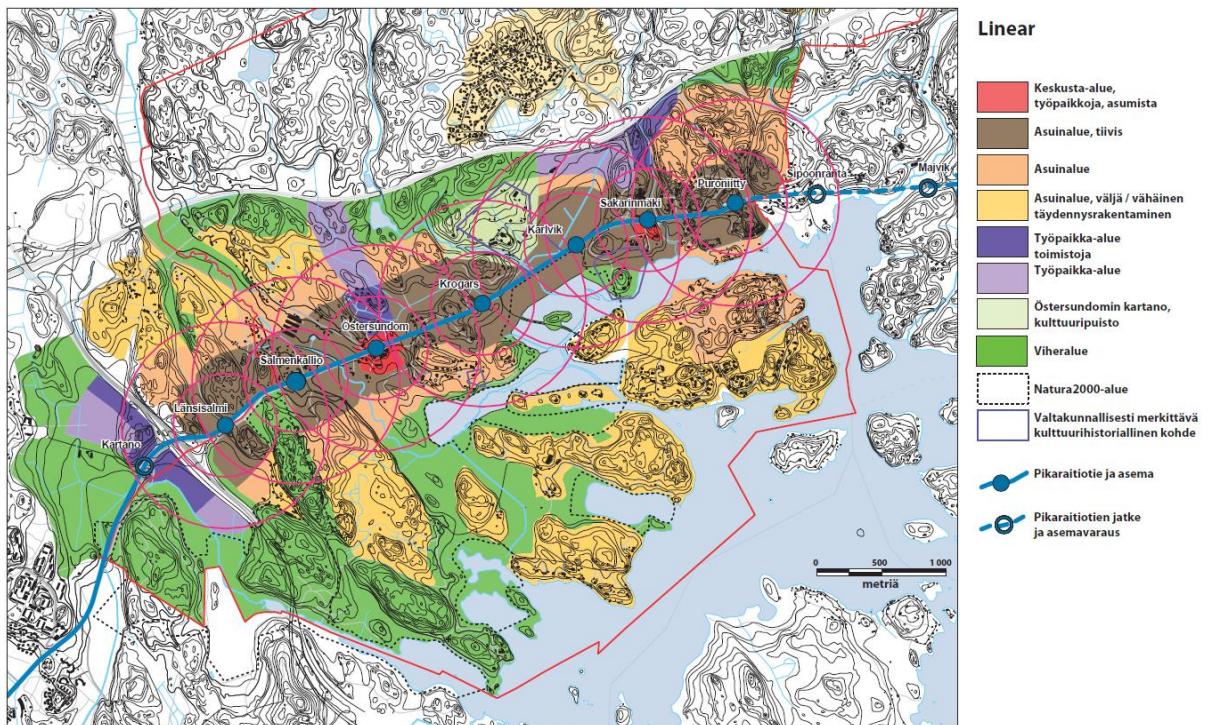 Linear
Keskusta-alue,
työpaikkoja, asumista
Asuinalue, tiivis
Asuinalue
Asuinalue, väljä / vähäinen
täydennysrakentaminen
Työpaikka-alue
toimistoja
Työpaikka-alue
Östersundomin kartano,
kulttuuripuisto
Viheralue
Natura2000-alue
Valtakunnallisesti merkittävä
kulttuurihistoriallinen kohde
Pikaraitiotie ja asema
Pikaraitiotien jatke
ja asemavaraus
Majvik
Sipoonranta
Puroniitty
Sakarinmäki
Karlvik
Krogars
Östersundom
Salmenkallio
Länsisalmi
Kartano
0 500 1 000
metriä